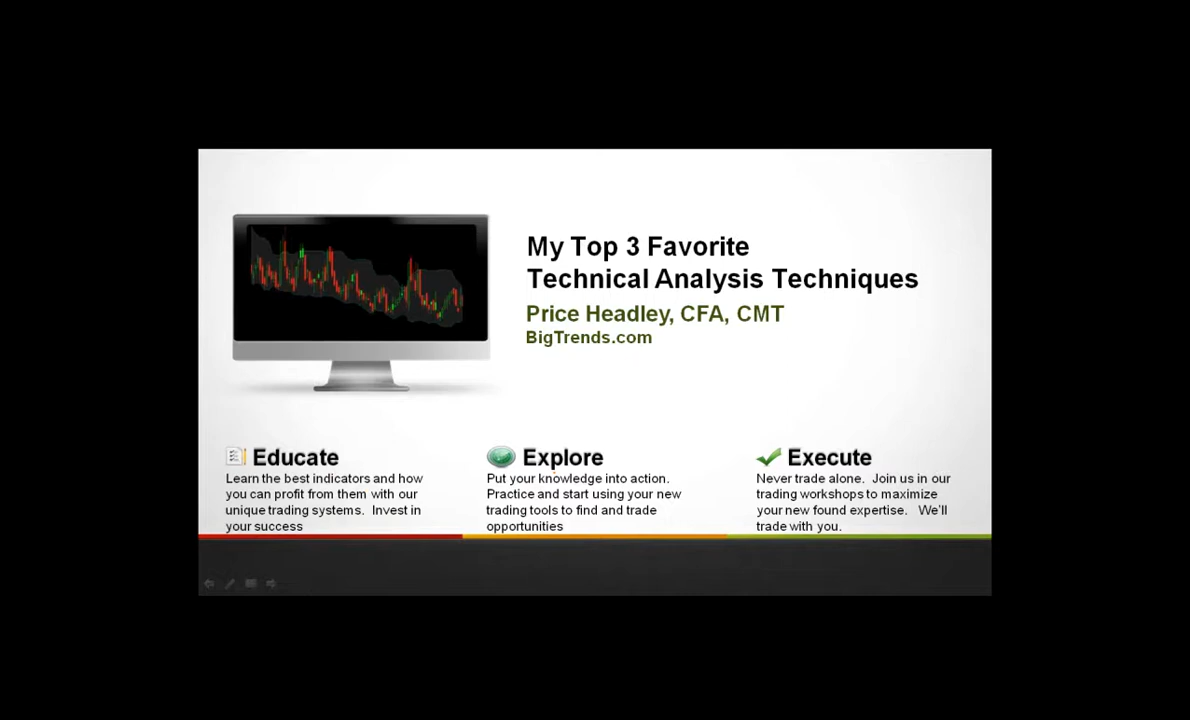 My Top 3 Favorite
Technical Analysis Techniques
Price Headley, CFA, CMT
BigTrends.com
Educate
Learn the best indicators and how
you can profit from them with our
unique trading systems.  Invest in
your success
Explore
Put your knowledge into action.
Practice and start using your new
trading tools to find and trade
opportunities
Execute
Never trade alone.  Join us in our
trading workshops to maximize
your new found expertise.   We'll
trade with you.